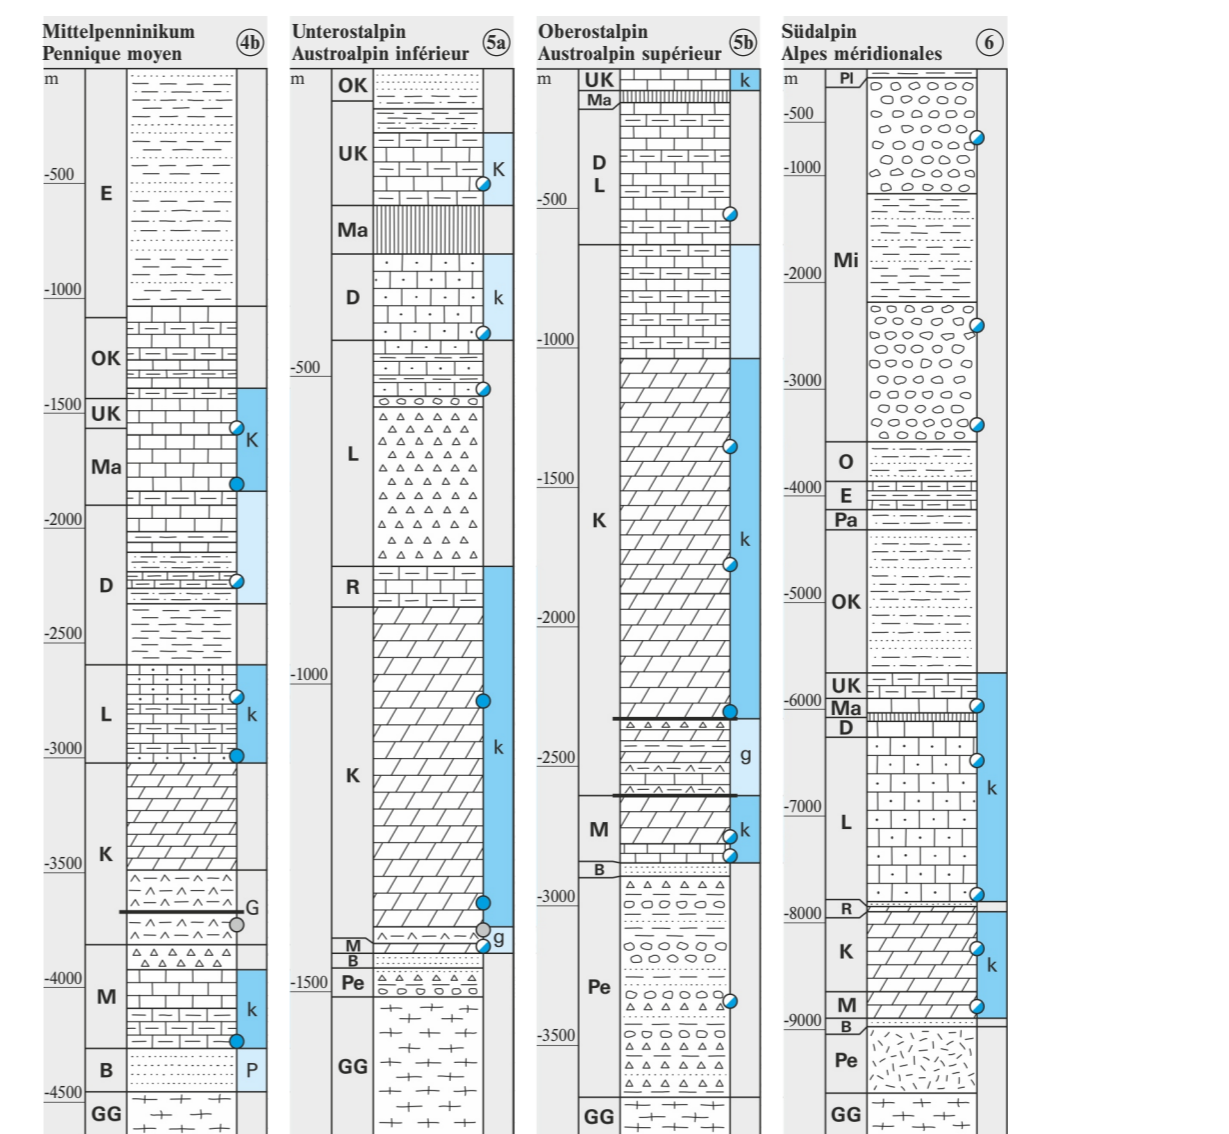 Mittelpenninikum
Pennique moyen
4b
m
-500
-1000
-1500
-2000
-2500
-3000
-3500
-4000
-4500
E
OK
UK
Ma
D
L
K
M
B
GG
K
k
G
k
P
Unterostalpin
Austroalpin inférieur
5a
m
-500
-1000
-1500
OK
UK
Ma
D
L
R
K
M
B
Pe
GG
K
k
k
g
Oberostalpin
Austroalpin supérieur
5b
m
-500
-1000
-1500
-2000
-2500
-3000
-3500
UK
Ma
D
L
K
M
B
Pe
GG
k
k
g
k
Südalpin
Alpes méridionales
6
m
-500
-1000
-2000
-3000
-4000
-5000
-6000
-7000
-8000
-9000
Pl
Mi
O
E
Pa
OK
UK
Ma
D
L
R
K
M
B
Pe
GG
k
k